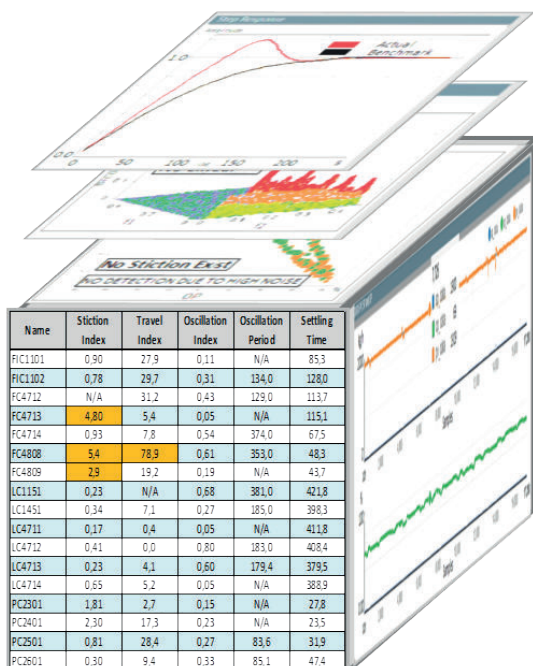 Step Response
Actual
Benchmark
1.0
0.0 0 50 100 150 200
No Stiction Exist
NO DETECTION DUE TO HIGH NOISE
OP
Name Stiction Index Travel Index Oscillation Index Oscillation Period Settling Time
FIC1101 0,90 27,9 0,11 N/A 85,3
FIC1102 0,78 29,7 0,31 134,0 128,0
FC4712 N/A 31,2 0,43 129,0 113,7
FC4713 4,80 5,4 0,05 N/A 115,1
FC4714 0,93 7,8 0,54 374,0 67,5
FC4808 5,4 78,9 0,61 353,0 48,3
FC4809 2,9 19,2 0,19 N/A 43,7
LC1151 0,23 N/A 0,68 381,0 421,8
LC1451 0,34 7,1 0,27 185,0 398,3
LC4711 0,17 0,4 0,05 N/A 411,8
LC4712 0,41 0,0 0,80 183,0 408,4
LC4713 0,23 4,1 0,60 179,4 379,5
LC4714 0,65 5,2 0,05 N/A 388,9
PC2301 1,81 2,7 0,15 N/A 27,8
PC2401 2,30 17,3 0,23 N/A 23,5
PC2501 0,81 28,4 0,27 83,6 31,9
PC2601 0,30 9,4 0,33 85,1 47,4
Samples
Samples